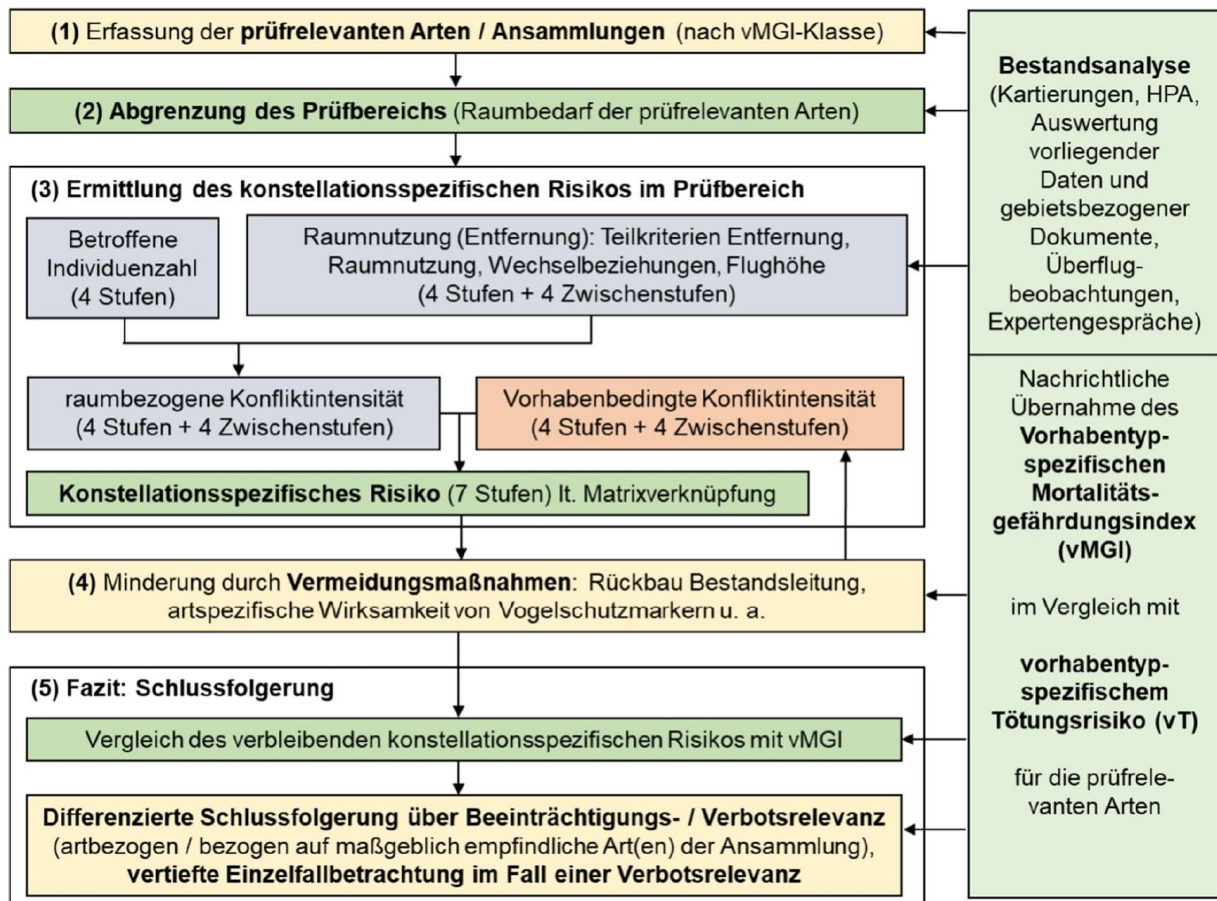 (1) Erfassung der prüfrelevanten Arten / Ansammlungen (nach vMGI-Klasse)
(2) Abgrenzung des Prüfbereichs (Raumbedarf der prüfrelevanten Arten)
(3) Ermittlung des konstellationsspezifischen Risikos im Prüfbereich
Betroffene
Individuenzahl
(4 Stufen)
Raumnutzung (Entfernung): Teilkriterien Entfernung,
Raumnutzung, Wechselbeziehungen, Flughöhe
(4 Stufen + 4 Zwischenstufen)
raumbezogene Konfliktintensität
(4 Stufen + 4 Zwischenstufen)
Vorhabenbedingte Konfliktintensität
(4 Stufen + 4 Zwischenstufen)
Konstellationsspezifisches Risiko (7 Stufen) lt. Matrixverknüpfung
(4) Minderung durch Vermeidungsmaßnahmen: Rückbau Bestandsleitung,
artspezifische Wirksamkeit von Vogelschutzmarkern u. a.
(5) Fazit: Schlussfolgerung
Vergleich des verbleibenden konstellationsspezifischen Risikos mit vMGI
Differenzierte Schlussfolgerung über Beeinträchtigungs- / Verbotsrelevanz
(artbezogen / bezogen auf maßgeblich empfindliche Art(en) der Ansammlung),
vertiefte Einzelfallbetrachtung im Fall einer Verbotsrelevanz
Bestandsanalyse
(Kartierungen, HPA,
Auswertung
vorliegender
Daten und
gebietsbezogener
Dokumente,
Überflug-
beobachtungen,
Expertengespräche)
Nachrichtliche
Übernahme des
Vorhabentyp-
spezifischen
Mortalitäts-
gefährdungsindex
(vMGI)
im Vergleich mit
vorhabentyp-
spezifischem
Tötungsrisiko (vT)
für die prüfrele-
vanten Arten